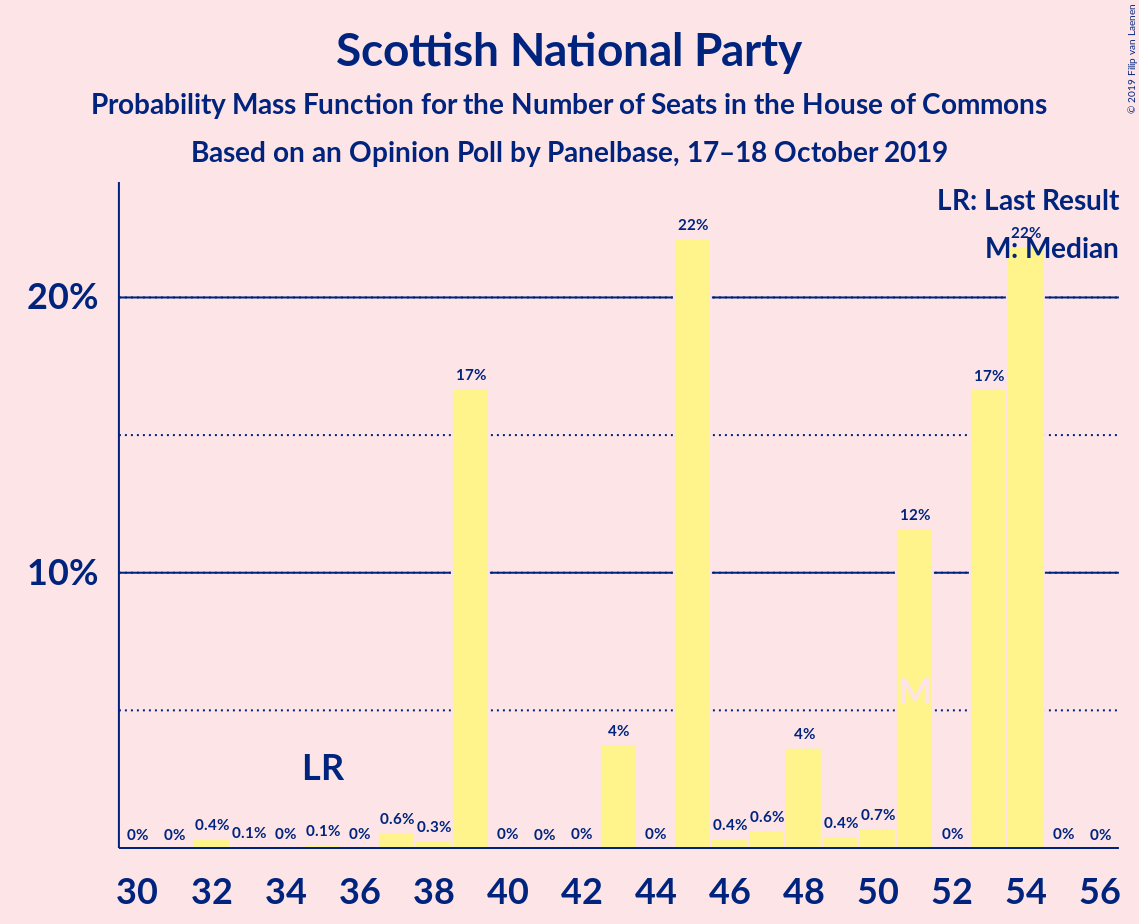 Scottish National Party
Probability Mass Function for the Number of Seats in the House of Commons
Based on an Opinion Poll by Panelbase, 17–18 October 2019
© 2019 Filip van Laenen
LR: Last Result
M: Median
20%
10%
0% 0% 0.4% 0.1% 0% 0.1% 0% 0.6% 0.3% 17% 0% 0% 0% 4% 0% 22% 0.4% 0.6% 4% 0.4% 0.7% 12% 0% 17% 22% 0% 0%
LR
M
30 32 34 36 38 40 42 44 46 48 50 52 54 56